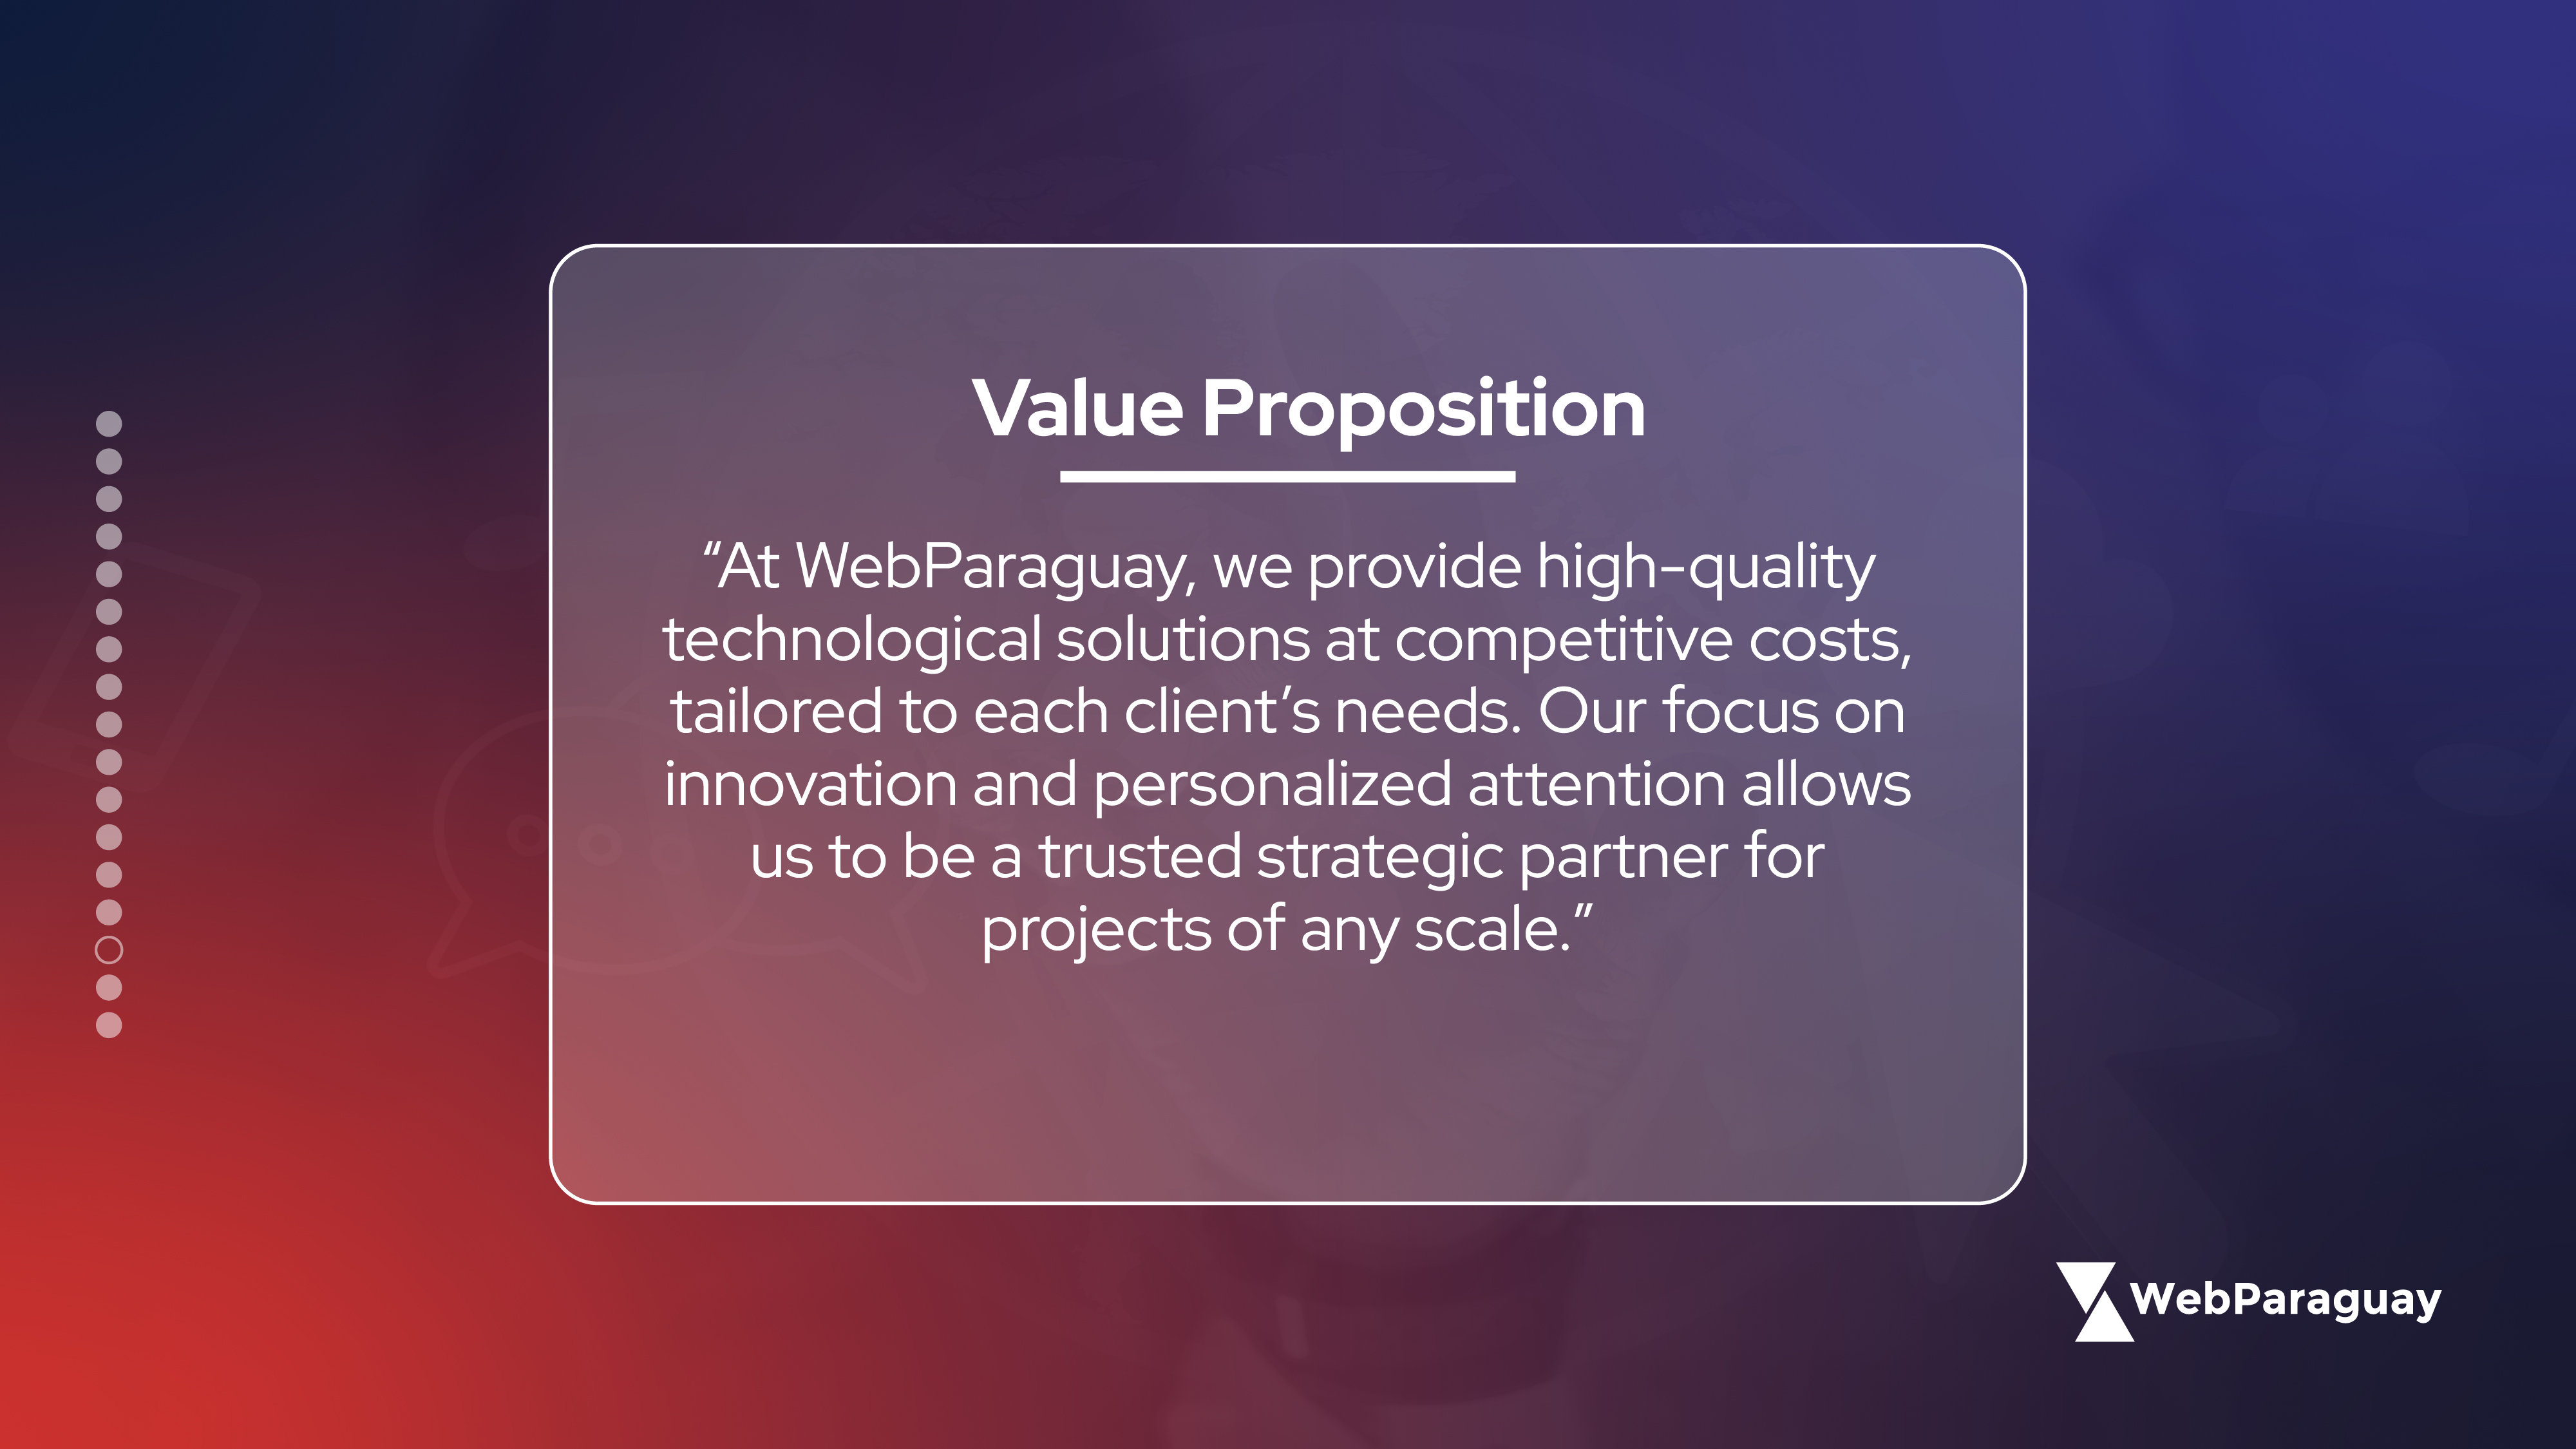 Value Proposition
“At WebParaguay, we provide high-quality
technological solutions at competitive costs,
tailored to each client’s needs. Our focus on
innovation and personalized attention allows
us to be a trusted strategic partner for
projects of any scale.”
WebParaguay